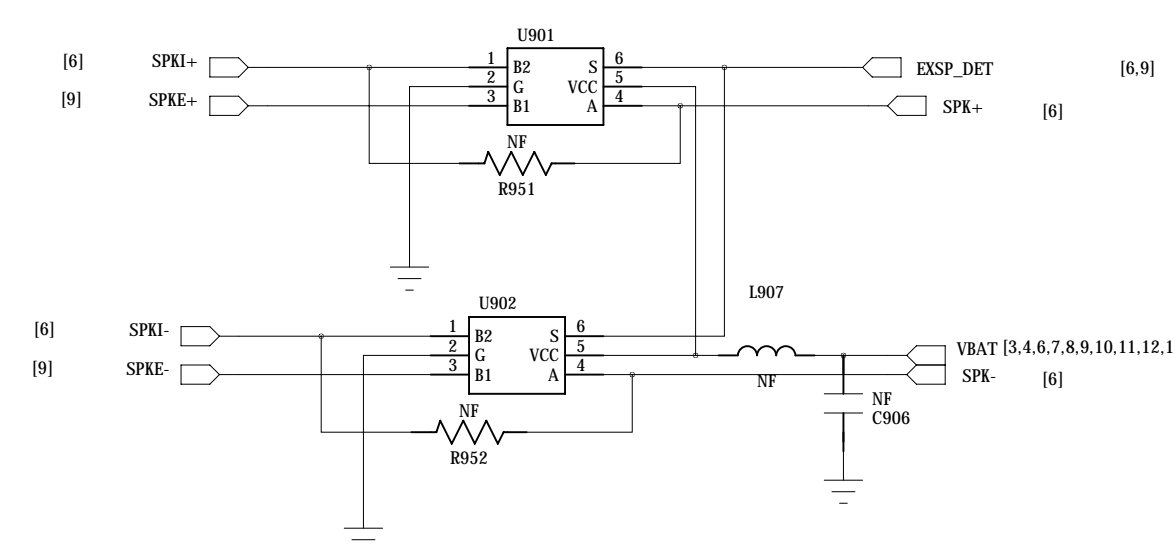 U901
[6] SPKI+ 1 B2 S 6 EXSP_DET [6,9]
2 G VCC 5
[9] SPKE+ 3 B1 A 4 SPK+ [6]
NF
R951
L907
U902
[6] SPKI- 1 B2 S 6
2 G VCC 5 VBAT [3,4,6,7,8,9,10,11,12,1
[9] SPKE- 3 B1 A 4 SPK- [6]
NF
NF
C906
NF
R952